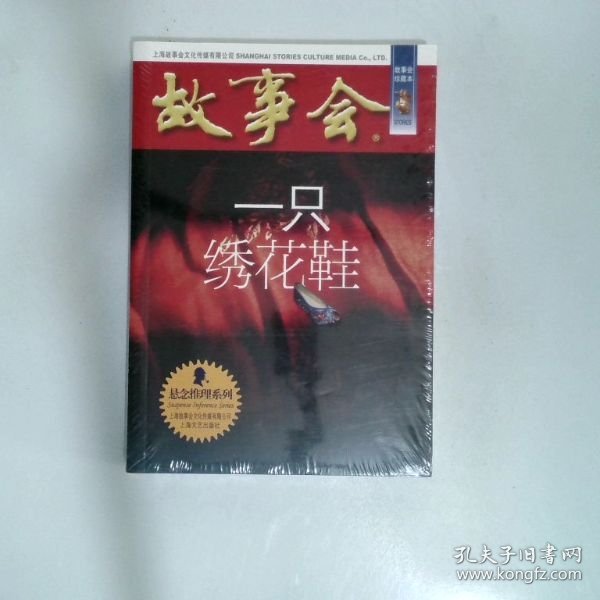 上海故事会文化传媒有限公司 SHANGHAI STORIES CULTURE MEDIA Co., LTD.
故事会
®
故事会
珍藏本
STORIES
一只
绣花鞋
悬念推理系列
Suspense Inference Series
上海故事会文化传媒有限公司
上海文艺出版社
孔夫子旧书网
www.kongfz.com